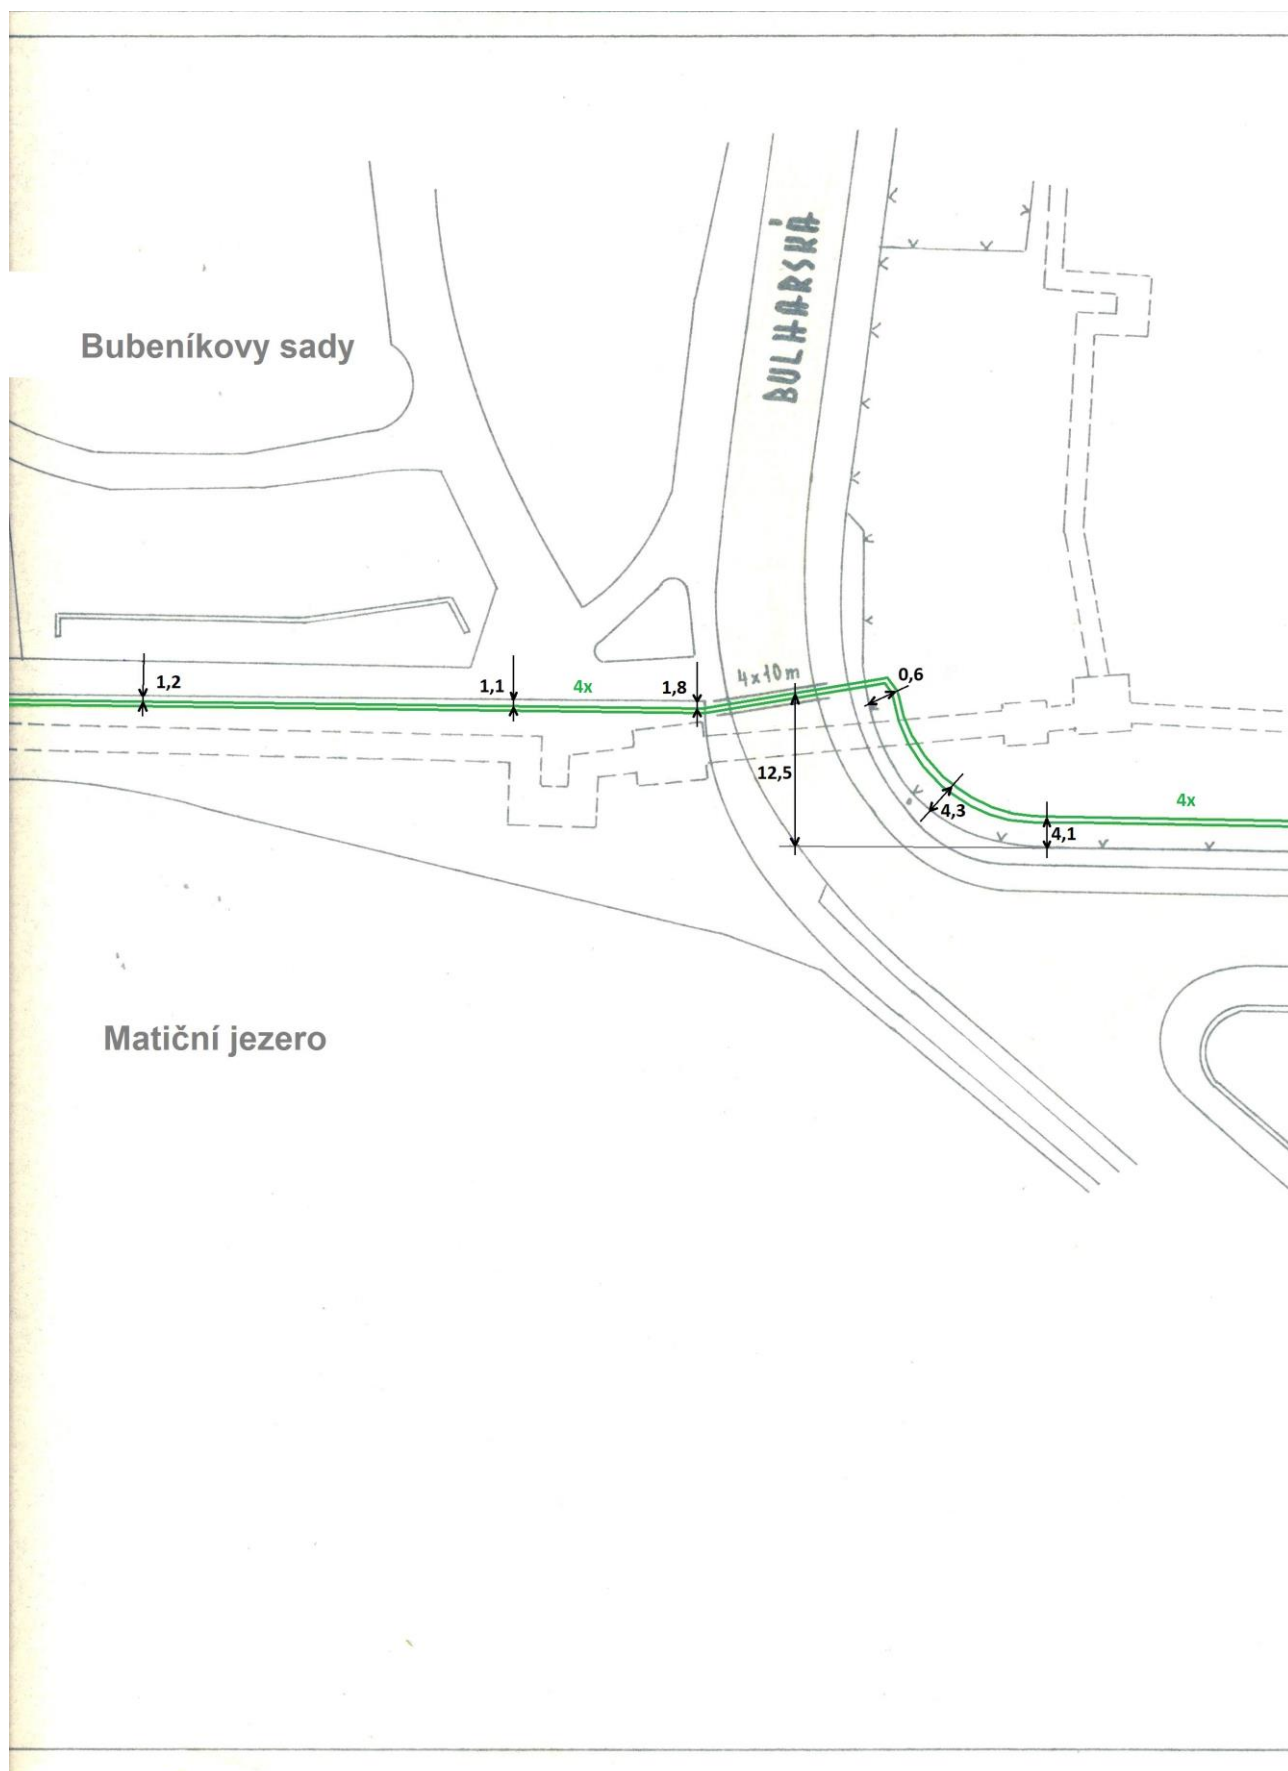 BULHARSKÁ
Bubeníkovy sady
4x10m
1,2
1,1
4x
1,8
0,6
12,5
4,3
4,1
4x
Matiční jezero